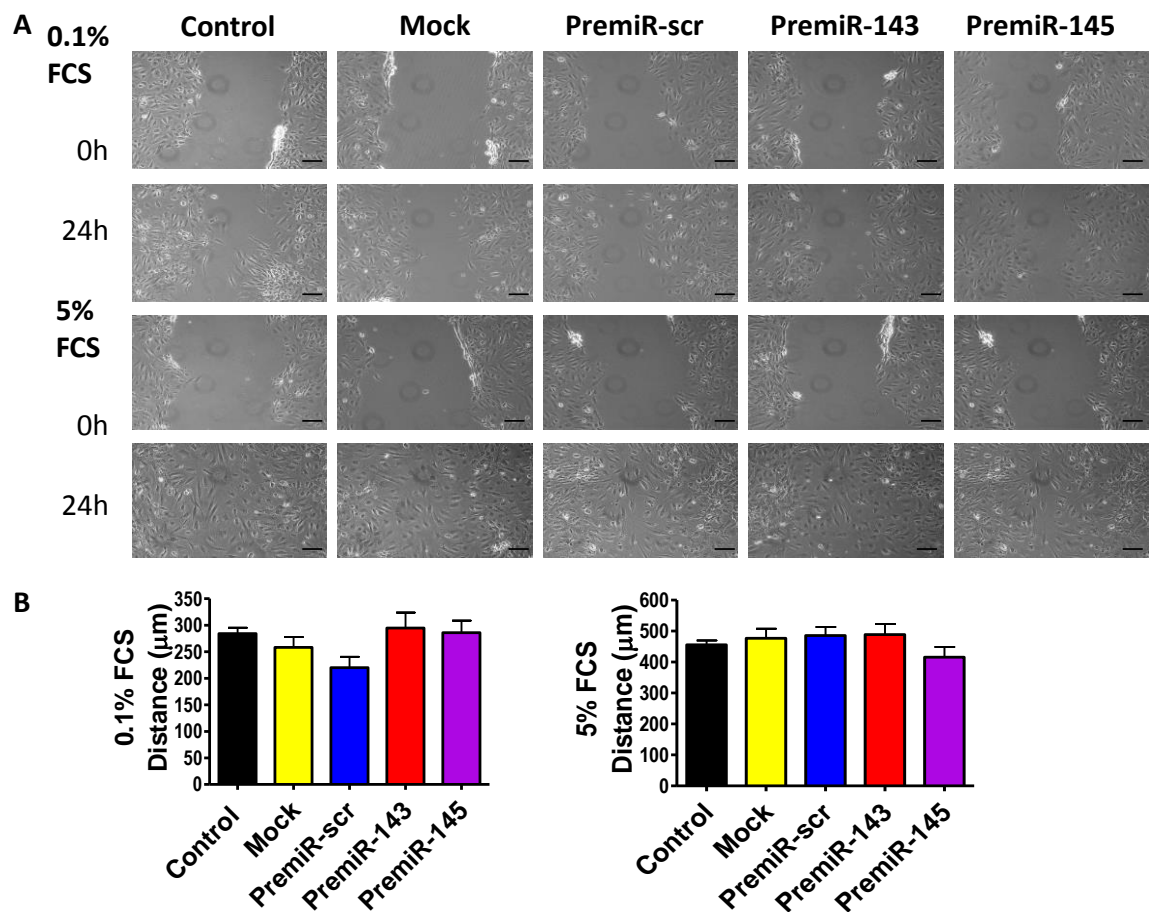 A
0.1%
FCS
Control Mock PremiR-scr PremiR-143 PremiR-145
0h
24h
5%
FCS
0h
24h
B
0.1% FCS
Distance (μm)
350
300
250
200
150
100
50
0
Control Mock PremiR-scr PremiR-143 PremiR-145
5% FCS
Distance (μm)
600
500
400
300
200
100
0
Control Mock PremiR-scr PremiR-143 PremiR-145